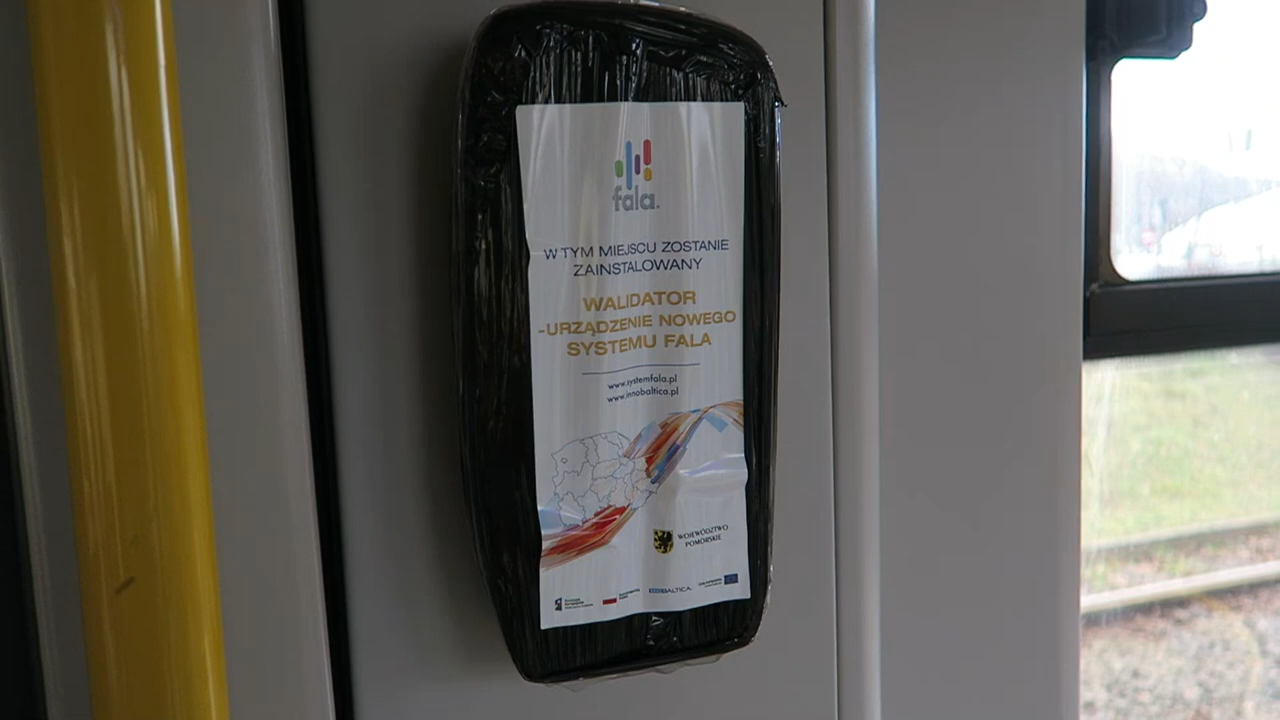 fala.
W TYM MIEJSCU ZOSTANIE
ZAINSTALOWANY
WALIDATOR
-URZĄDZENIE NOWEGO
SYSTEMU FALA
www.systemfala.pl
www.innobaltica.pl
WOJEWÓDZTWO
POMORSKIE